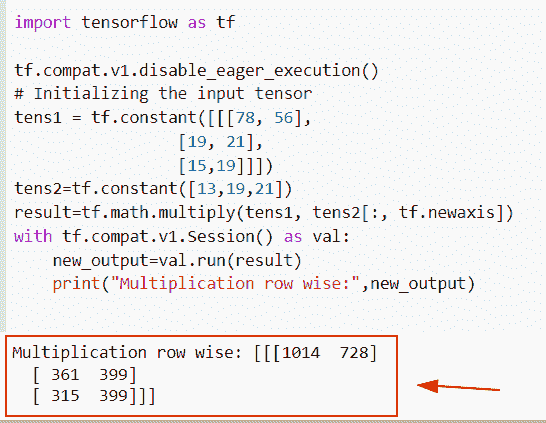 import tensorflow as tf
tf.compat.v1.disable_eager_execution()
# Initializing the input tensor
tens1 = tf.constant([[[78, 56],
[19, 21],
[15,19]]])
tens2=tf.constant([13,19,21])
result=tf.math.multiply(tens1, tens2[:, tf.newaxis])
with tf.compat.v1.Session() as val:
new_output=val.run(result)
print("Multiplication row wise:",new_output)
Multiplication row wise: [[[1014 728]
[ 361 399]
[ 315 399]]]